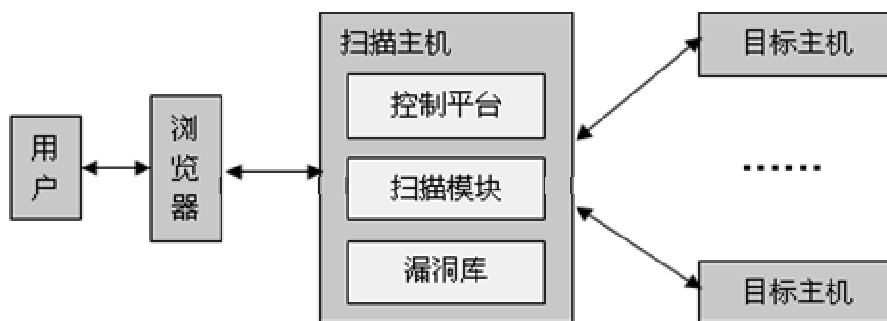 用户
浏览器
扫描主机
控制平台
扫描模块
漏洞库
目标主机
……
目标主机